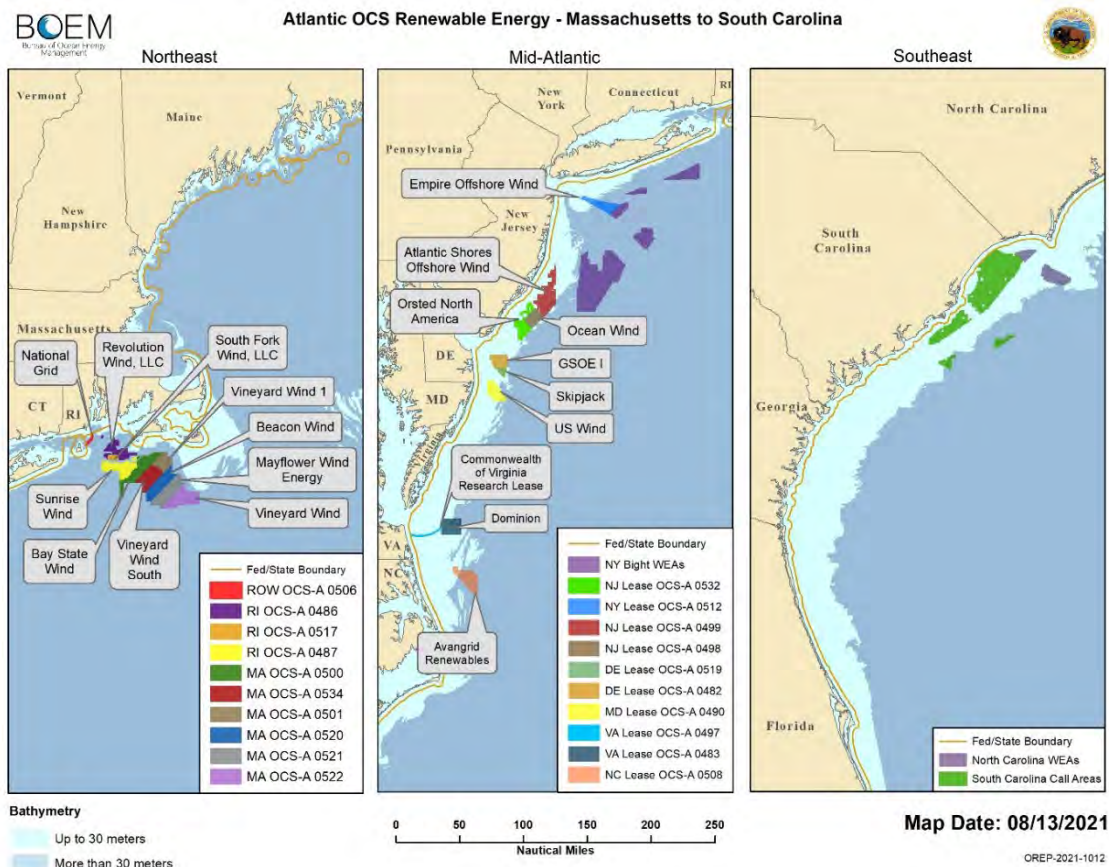 BOEM
Bureau of Ocean Energy
Management
Atlantic OCS Renewable Energy - Massachusetts to South Carolina
Northeast
Vermont
Maine
New
Hampshire
Massachusetts
CT
RI
National
Grid
Revolution
Wind, LLC
South Fork
Wind, LLC
Vineyard Wind 1
Beacon Wind
Mayflower Wind
Energy
Vineyard Wind
Sunrise
Wind
Bay State
Wind
Vineyard
Wind
South
Fed/State Boundary
ROW OCS-A 0506
RI OCS-A 0486
RI OCS-A 0517
RI OCS-A 0487
MA OCS-A 0500
MA OCS-A 0534
MA OCS-A 0501
MA OCS-A 0520
MA OCS-A 0521
MA OCS-A 0522
Mid-Atlantic
New
York
Connecticut
RI
Pennsylvania
Empire Offshore Wind
New
Jersey
Atlantic Shores
Offshore Wind
Orsted North
America
Ocean Wind
DE
GSOE I
MD
Skipjack
US Wind
Virginia
Commonwealth
of Virginia
Research Lease
Dominion
VA
NC
Avangrid
Renewables
Fed/State Boundary
NY Bight WEAs
NJ Lease OCS-A 0532
NY Lease OCS-A 0512
NJ Lease OCS-A 0499
NJ Lease OCS-A 0498
DE Lease OCS-A 0519
DE Lease OCS-A 0482
MD Lease OCS-A 0490
VA Lease OCS-A 0497
VA Lease OCS-A 0483
NC Lease OCS-A 0508
Southeast
North Carolina
South
Carolina
Georgia
Florida
Fed/State Boundary
North Carolina WEAs
South Carolina Call Areas
Bathymetry
Up to 30 meters
More than 30 meters
0 50 100 150 200 250
Nautical Miles
Map Date: 08/13/2021
OREP-2021-1012